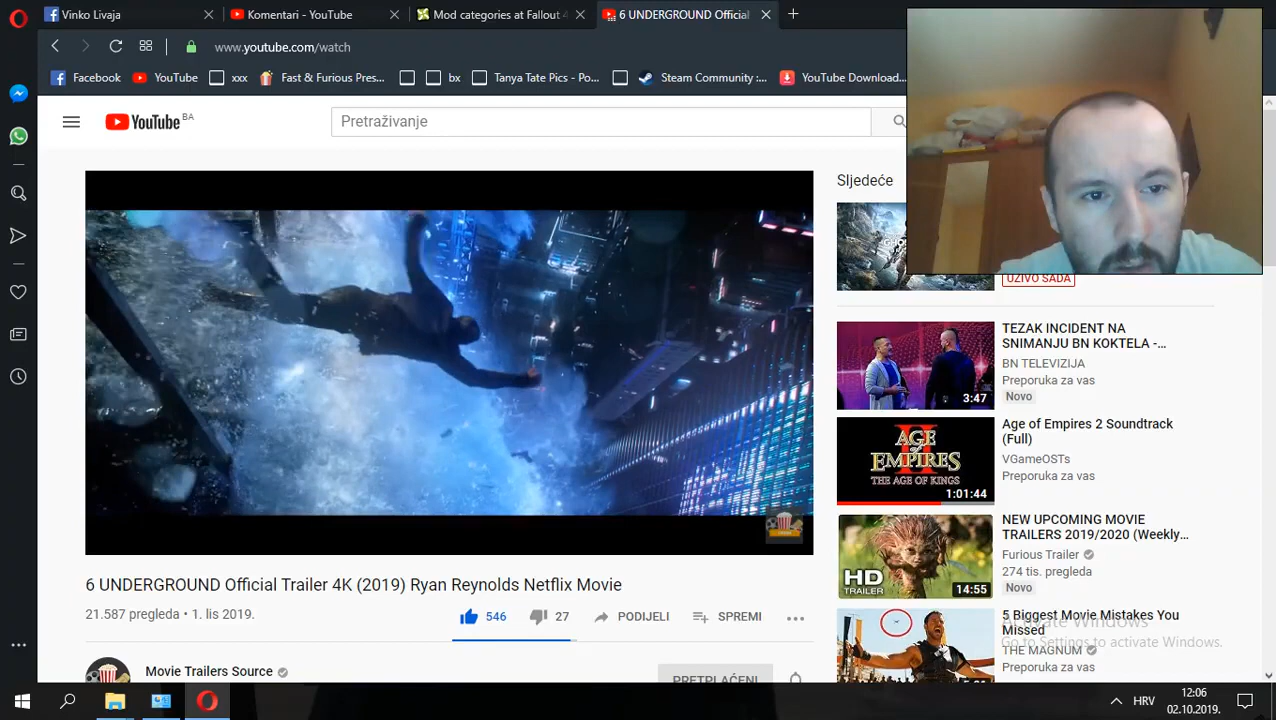 Vinko Livaja
Komentari - YouTube
Mod categories at Fallout 4
6 UNDERGROUND Official
www.youtube.com/watch
Facebook
YouTube
xxx
Fast & Furious Pres...
bx
Tanya Tate Pics - Po...
Steam Community :...
YouTube Download...
YouTube BA
Pretraživanje
Sljedeće
UŽIVO SADA
TEZAK INCIDENT NA
SNIMANJU BN KOKTELA -...
BN TELEVIZIJA
Preporuka za vas
Novo
3:47
Age of Empires 2 Soundtrack
(Full)
VGameOSTs
Preporuka za vas
AGE
OF
EMPIRES
II
THE AGE OF KINGS
1:01:44
NEW UPCOMING MOVIE
TRAILERS 2019/2020 (Weekly...
Furious Trailer
274 tis. pregleda
Novo
HD
TRAILER
14:55
5 Biggest Movie Mistakes You
Missed
THE MAGNUM
Preporuka za vas
Activate Windows
Go to Settings to activate Windows.
6 UNDERGROUND Official Trailer 4K (2019) Ryan Reynolds Netflix Movie
21.587 pregleda • 1. lis 2019.
546
27
PODIJELI
SPREMI
Movie Trailers Source
PRETPLAĆENI
HRV
12:06
02.10.2019.